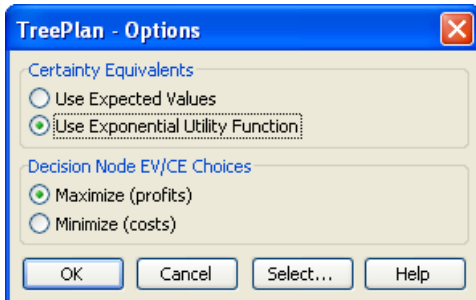 TreePlan - Options
Certainty Equivalents
Use Expected Values
Use Exponential Utility Function
Decision Node EV/CE Choices
Maximize (profits)
Minimize (costs)
OK Cancel Select... Help